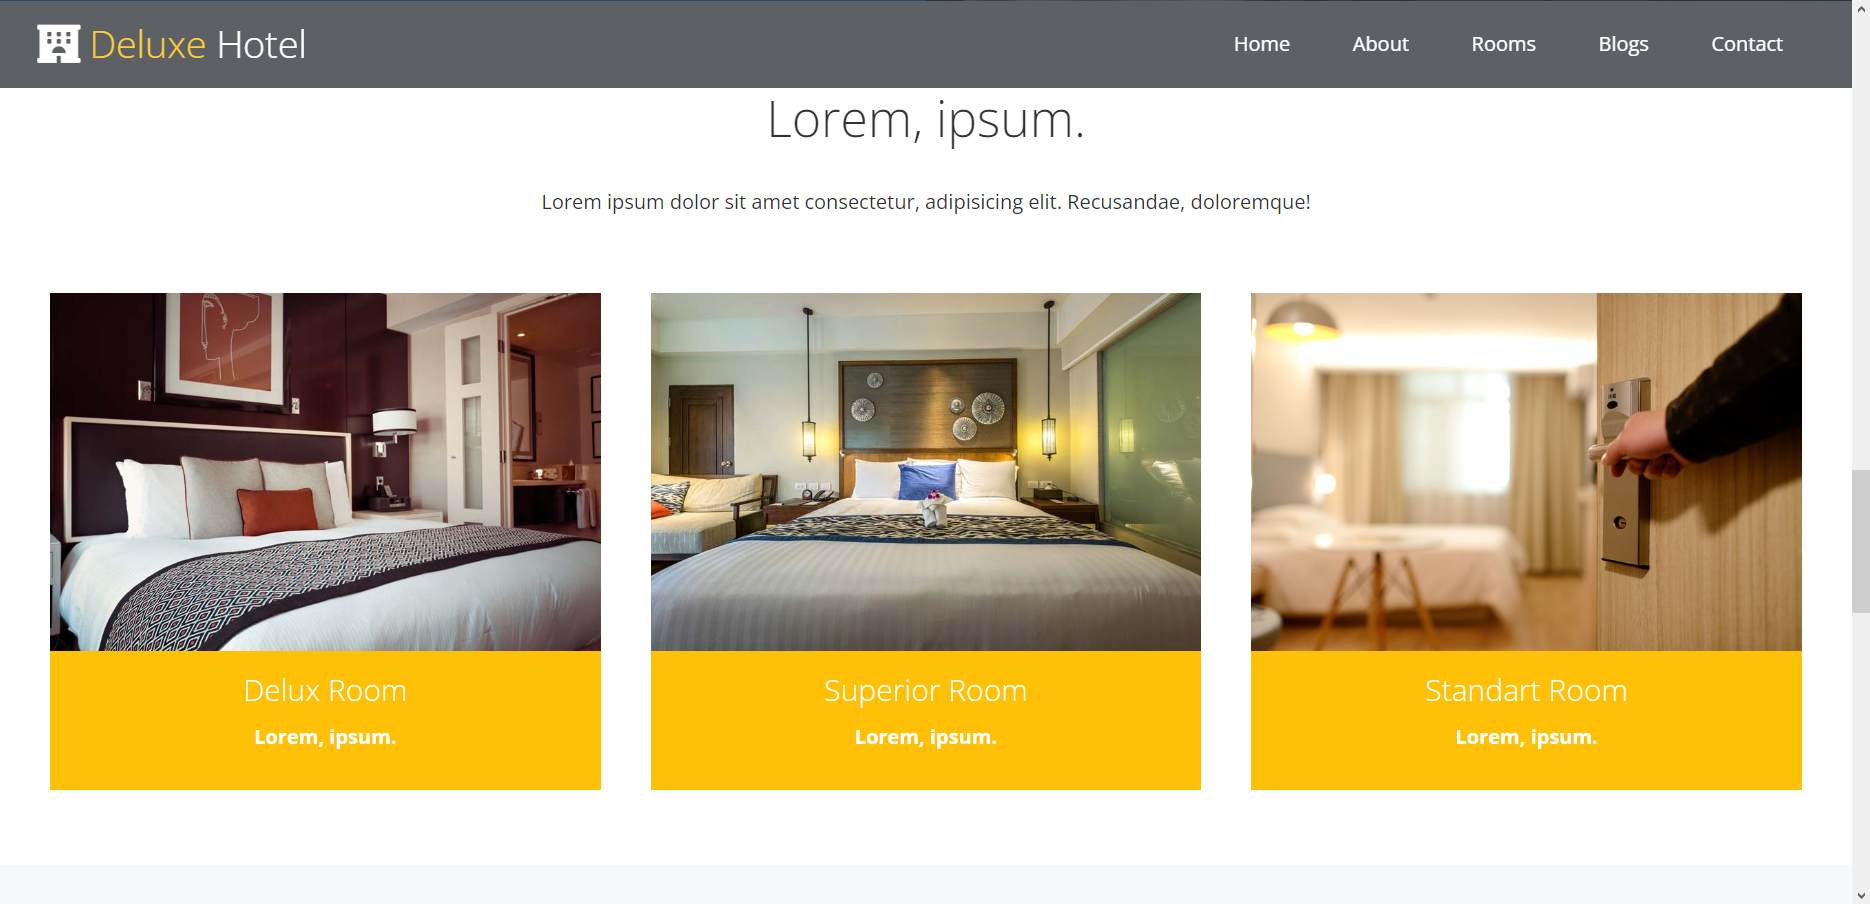 Deluxe Hotel
Home About Rooms Blogs Contact
Lorem, ipsum.
Lorem ipsum dolor sit amet consectetur, adipisicing elit. Recusandae, doloremque!
Delux Room
Lorem, ipsum.
Superior Room
Lorem, ipsum.
Standart Room
Lorem, ipsum.